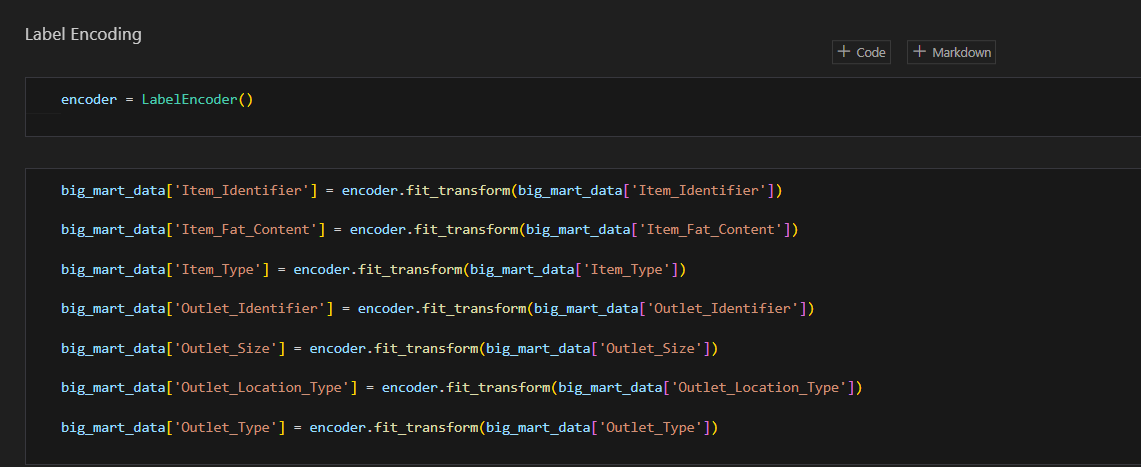 Label Encoding
+ Code + Markdown
encoder = LabelEncoder()
big_mart_data['Item_Identifier'] = encoder.fit_transform(big_mart_data['Item_Identifier'])
big_mart_data['Item_Fat_Content'] = encoder.fit_transform(big_mart_data['Item_Fat_Content'])
big_mart_data['Item_Type'] = encoder.fit_transform(big_mart_data['Item_Type'])
big_mart_data['Outlet_Identifier'] = encoder.fit_transform(big_mart_data['Outlet_Identifier'])
big_mart_data['Outlet_Size'] = encoder.fit_transform(big_mart_data['Outlet_Size'])
big_mart_data['Outlet_Location_Type'] = encoder.fit_transform(big_mart_data['Outlet_Location_Type'])
big_mart_data['Outlet_Type'] = encoder.fit_transform(big_mart_data['Outlet_Type'])